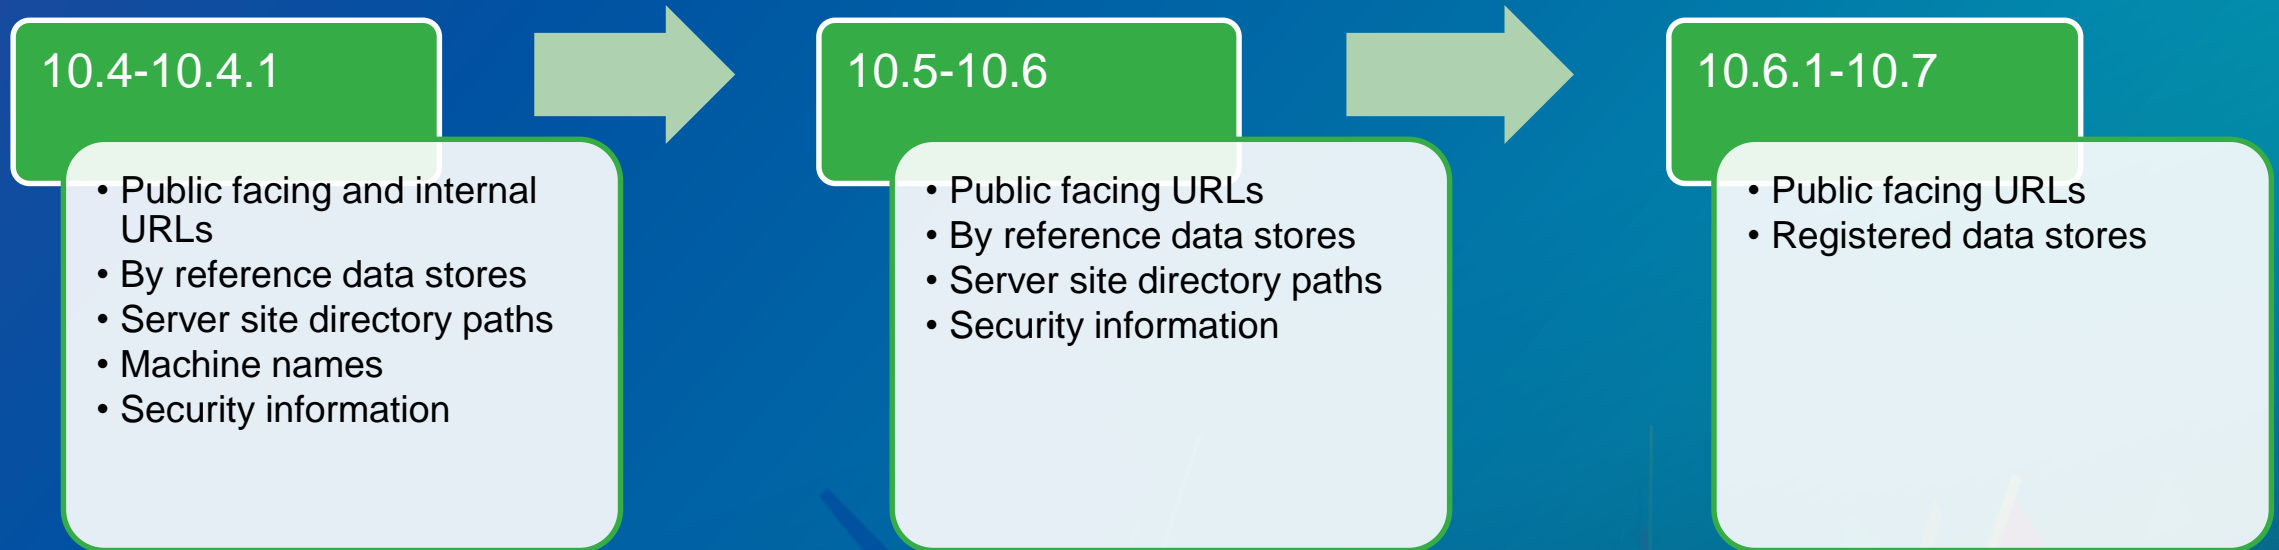 10.4-10.4.1
• Public facing and internal
URLs
• By reference data stores
• Server site directory paths
• Machine names
• Security information
10.5-10.6
• Public facing URLs
• By reference data stores
• Server site directory paths
• Security information
10.6.1-10.7
• Public facing URLs
• Registered data stores